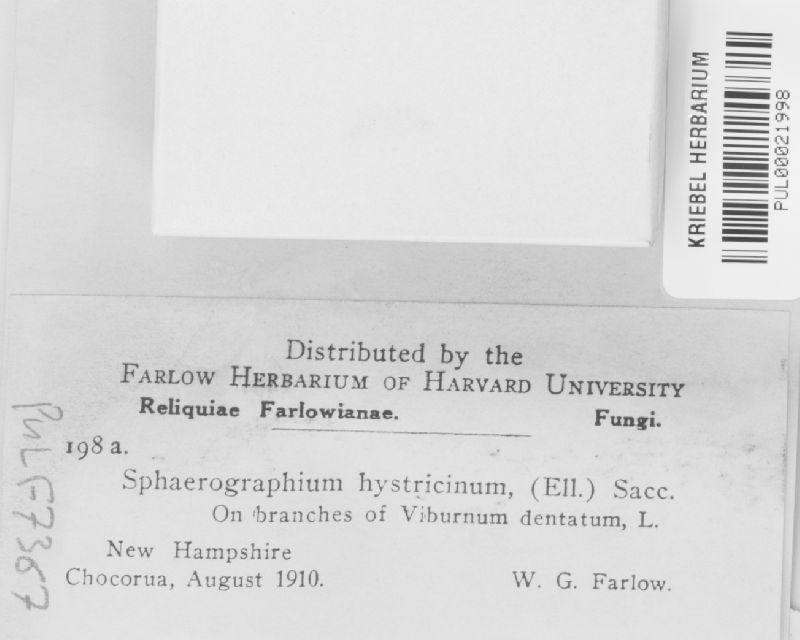 KRIEBEL HERBARIUM
PUL00021998
Distributed by the
FARLOW HERBARIUM OF HARVARD UNIVERSITY
Reliquiae Farlowianae. Fungi.
198 a.
Sphaerographium hystricinum, (Ell.) Sacc.
On branches of Viburnum dentatum, L.
New Hampshire
Chocorua, August 1910. W. G. Farlow.
PUL F7367